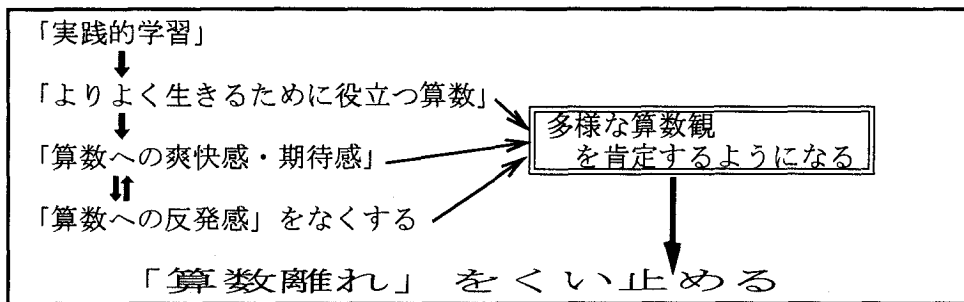 「実践的学習」
「よりよく生きるために役立つ算数」
「算数への爽快感・期待感」
「算数への反発感」をなくする
多様な算数観
を肯定するようになる
「算数離れ」をくい止める